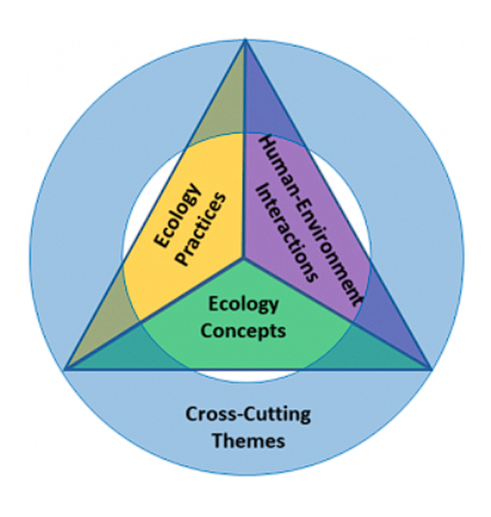 Ecology
Practices
Human-Environment
Interactions
Ecology
Concepts
Cross-Cutting
Themes